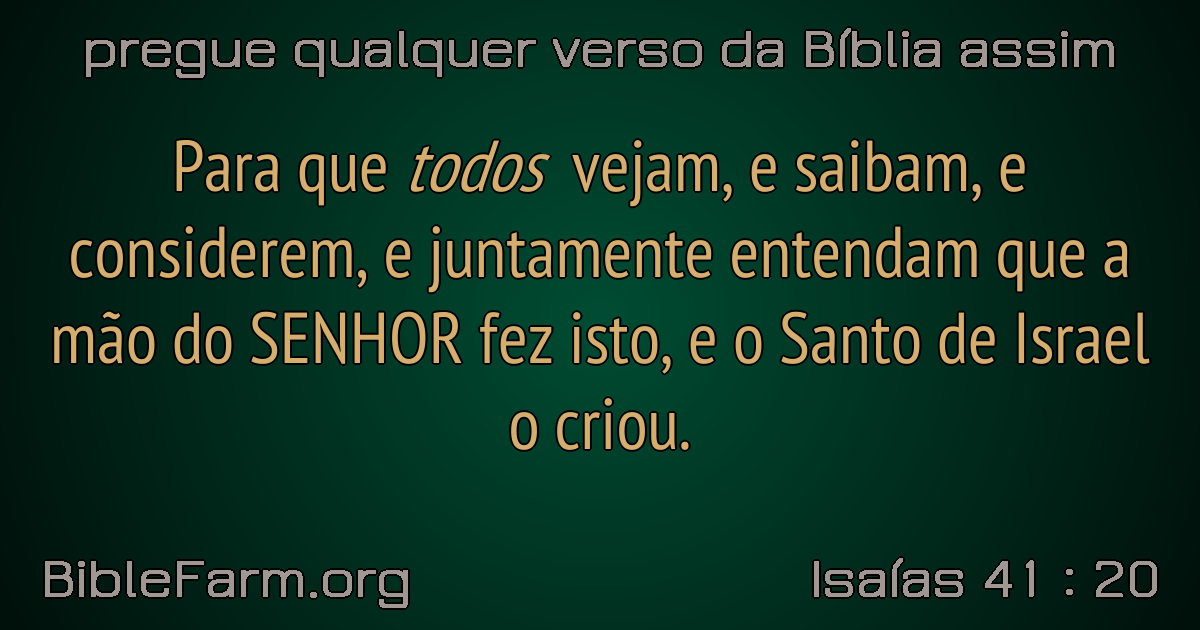 pregue qualquer verso da Bíblia assim
Para que todos vejam, e saibam, e
considerem, e juntamente entendam que a
mão do SENHOR fez isto, e o Santo de Israel
o criou.
BibleFarm.org
Isaías 41 : 20